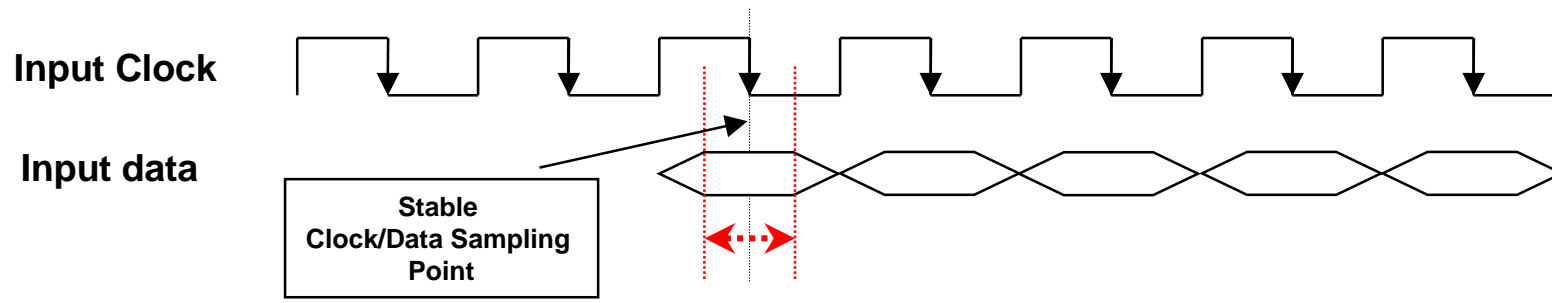 Input Clock
Input data
Stable
Clock/Data Sampling
Point